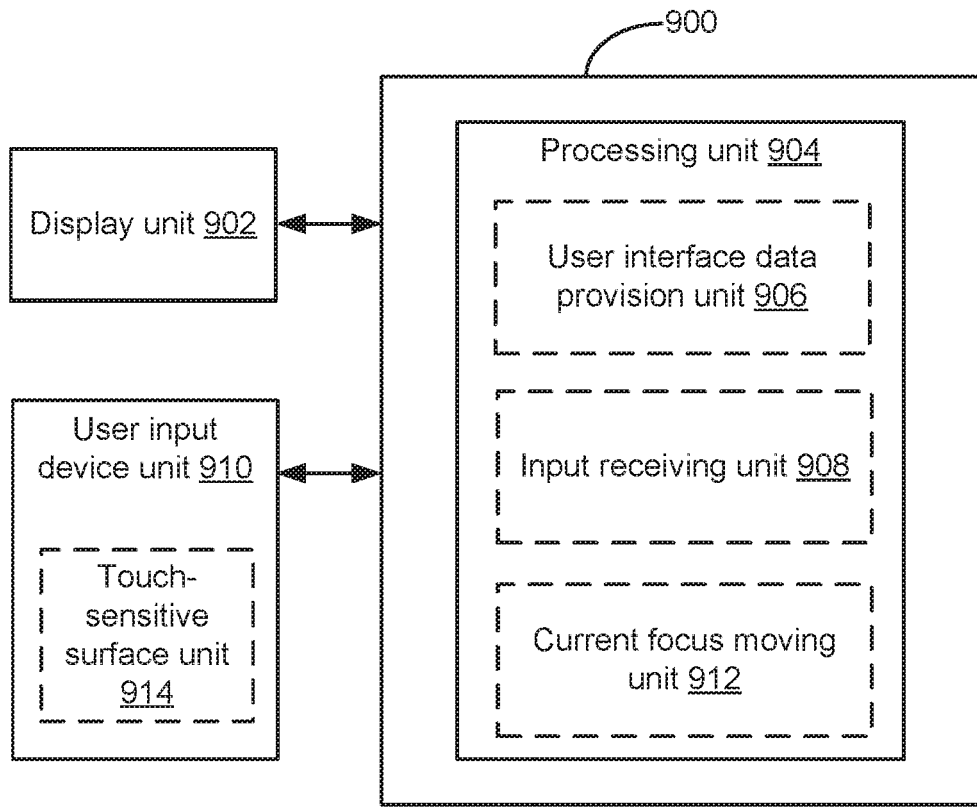 900
Display unit 902
User input
device unit 910
Touch-
sensitive
surface unit
914
Processing unit 904
User interface data
provision unit 906
Input receiving unit 908
Current focus moving
unit 912